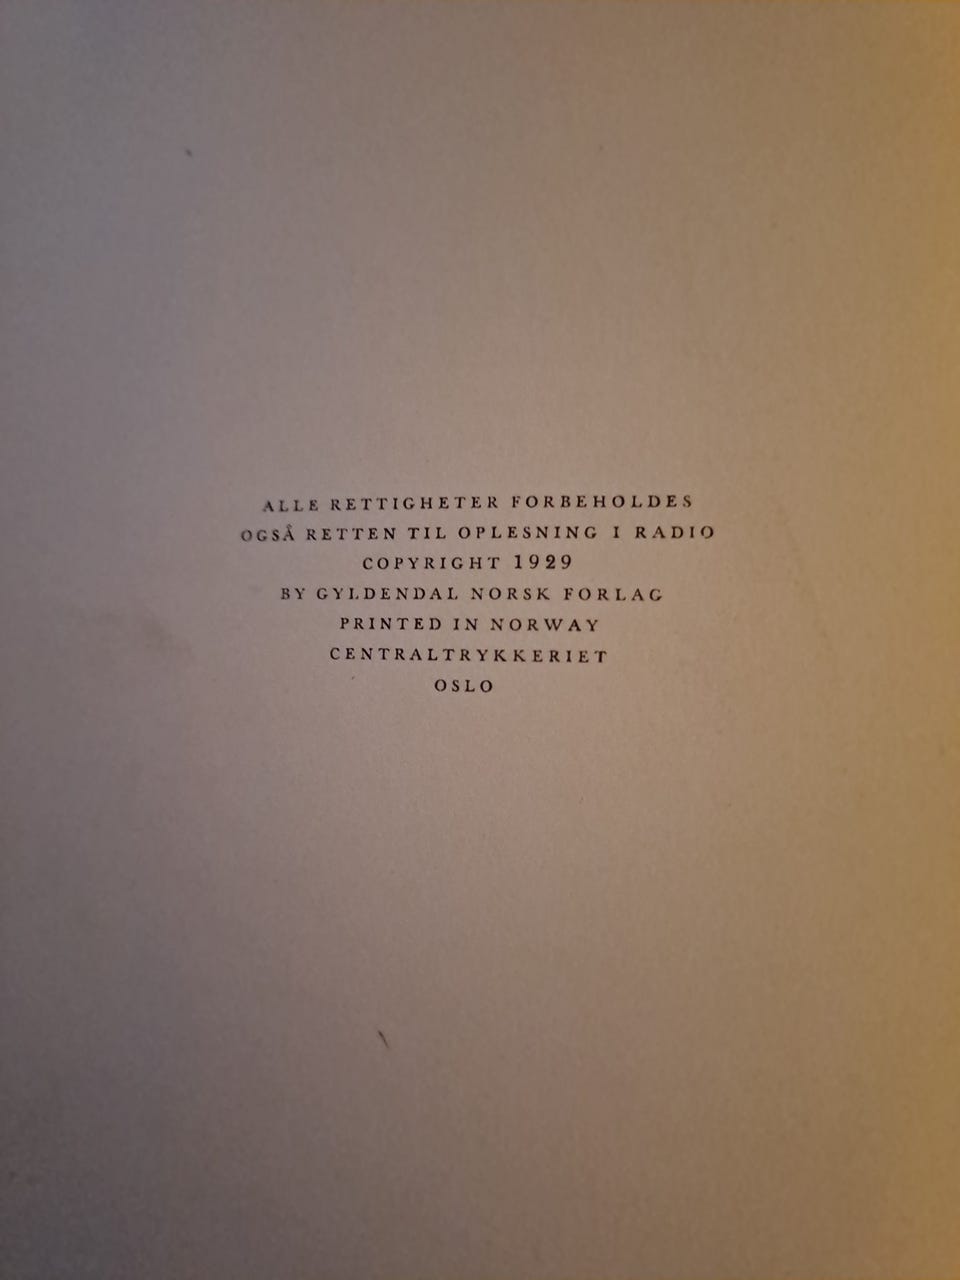 ALLE RETTIGHETER FORBEHOLDES
OGSÅ RETTEN TIL OPLESNING I RADIO
COPYRIGHT 1929
BY GYLDENDAL NORSK FORLAG
PRINTED IN NORWAY
CENTRALTRYKKERIET
OSLO